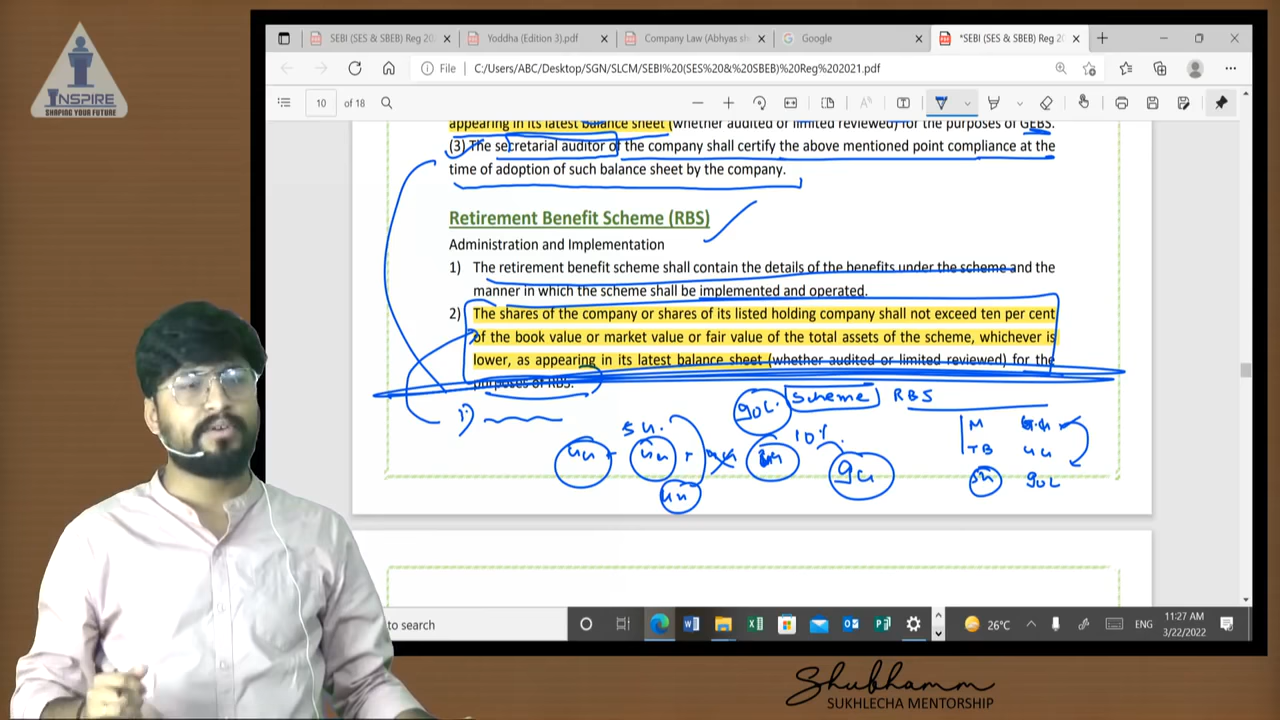 INSPIRE
SHAPING YOUR FUTURE
SEBI (SES & SBEB) Reg 20
Yoddha (Edition 3).pdf
Company Law (Abhyas sh
Google
*SEBI (SES & SBEB) Reg 2
File
C:/Users/ABC/Desktop/SGN/SLCM/SEBI%20(SES%20&%20SBEB)%20Reg%202021.pdf
10 of 18
appearing in its latest balance sheet (whether audited or limited reviewed) for the purposes of GEBS.
(3) The secretarial auditor of the company shall certify the above mentioned point compliance at the
time of adoption of such balance sheet by the company.
Retirement Benefit Scheme (RBS)
Administration and Implementation
1) The retirement benefit scheme shall contain the details of the benefits under the scheme and the
manner in which the scheme shall be implemented and operated.
2) The shares of the company or shares of its listed holding company shall not exceed ten per cent
of the book value or market value or fair value of the total assets of the scheme, whichever is
lower, as appearing in its latest balance sheet (whether audited or limited reviewed) for the
purposes of RBS.
90L Scheme RBS
10%
M
TB
90L
to search
26°C
ENG
11:27 AM
3/22/2022
Shubhamm
SUKHLECHA MENTORSHIP